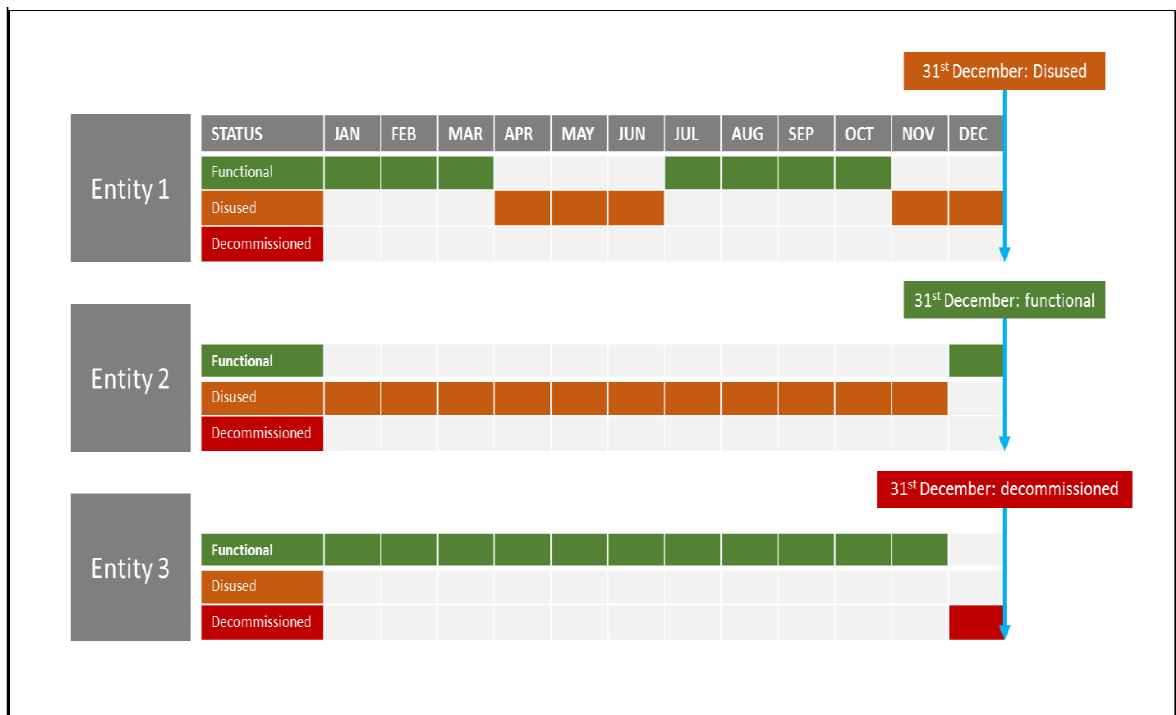 31st December: Disused
Entity 1
STATUS JAN FEB MAR APR MAY JUN JUL AUG SEP OCT NOV DEC
Functional
Disused
Decommissioned
31st December: functional
Entity 2
Functional
Disused
Decommissioned
31st December: decommissioned
Entity 3
Functional
Disused
Decommissioned